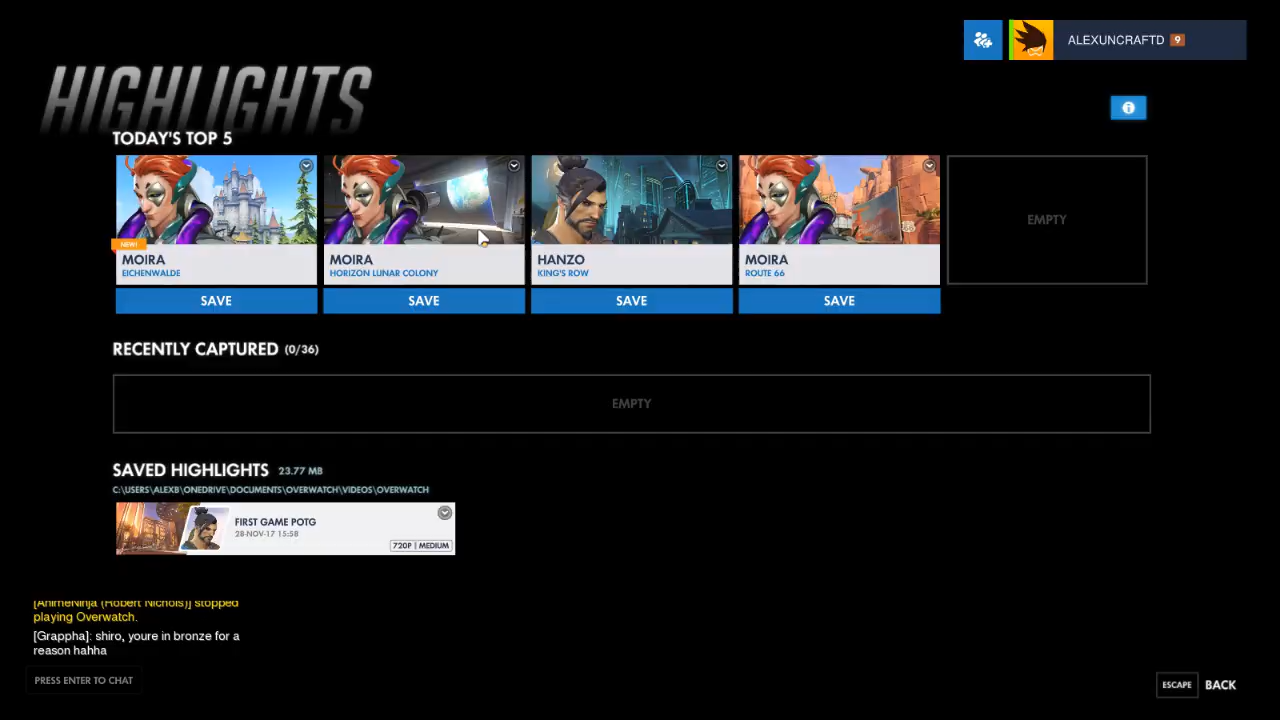 ALEXUNCRAFTD 9
HIGHLIGHTS
TODAY'S TOP 5
NEW!
MOIRA
EICHENWALDE
SAVE
MOIRA
HORIZON LUNAR COLONY
SAVE
HANZO
KING'S ROW
SAVE
MOIRA
ROUTE 66
SAVE
EMPTY
RECENTLY CAPTURED (0/36)
EMPTY
SAVED HIGHLIGHTS 23.77 MB
C:\USERS\ALEXB\ONEDRIVE\DOCUMENTS\OVERWATCH\VIDEOS\OVERWATCH
FIRST GAME POTG
28-NOV-17 15:58
720P | MEDIUM
[AnimeNinja (Robert Nichols)] stopped
playing Overwatch.
[Grappha]: shiro, youre in bronze for a
reason hahha
PRESS ENTER TO CHAT
ESCAPE BACK